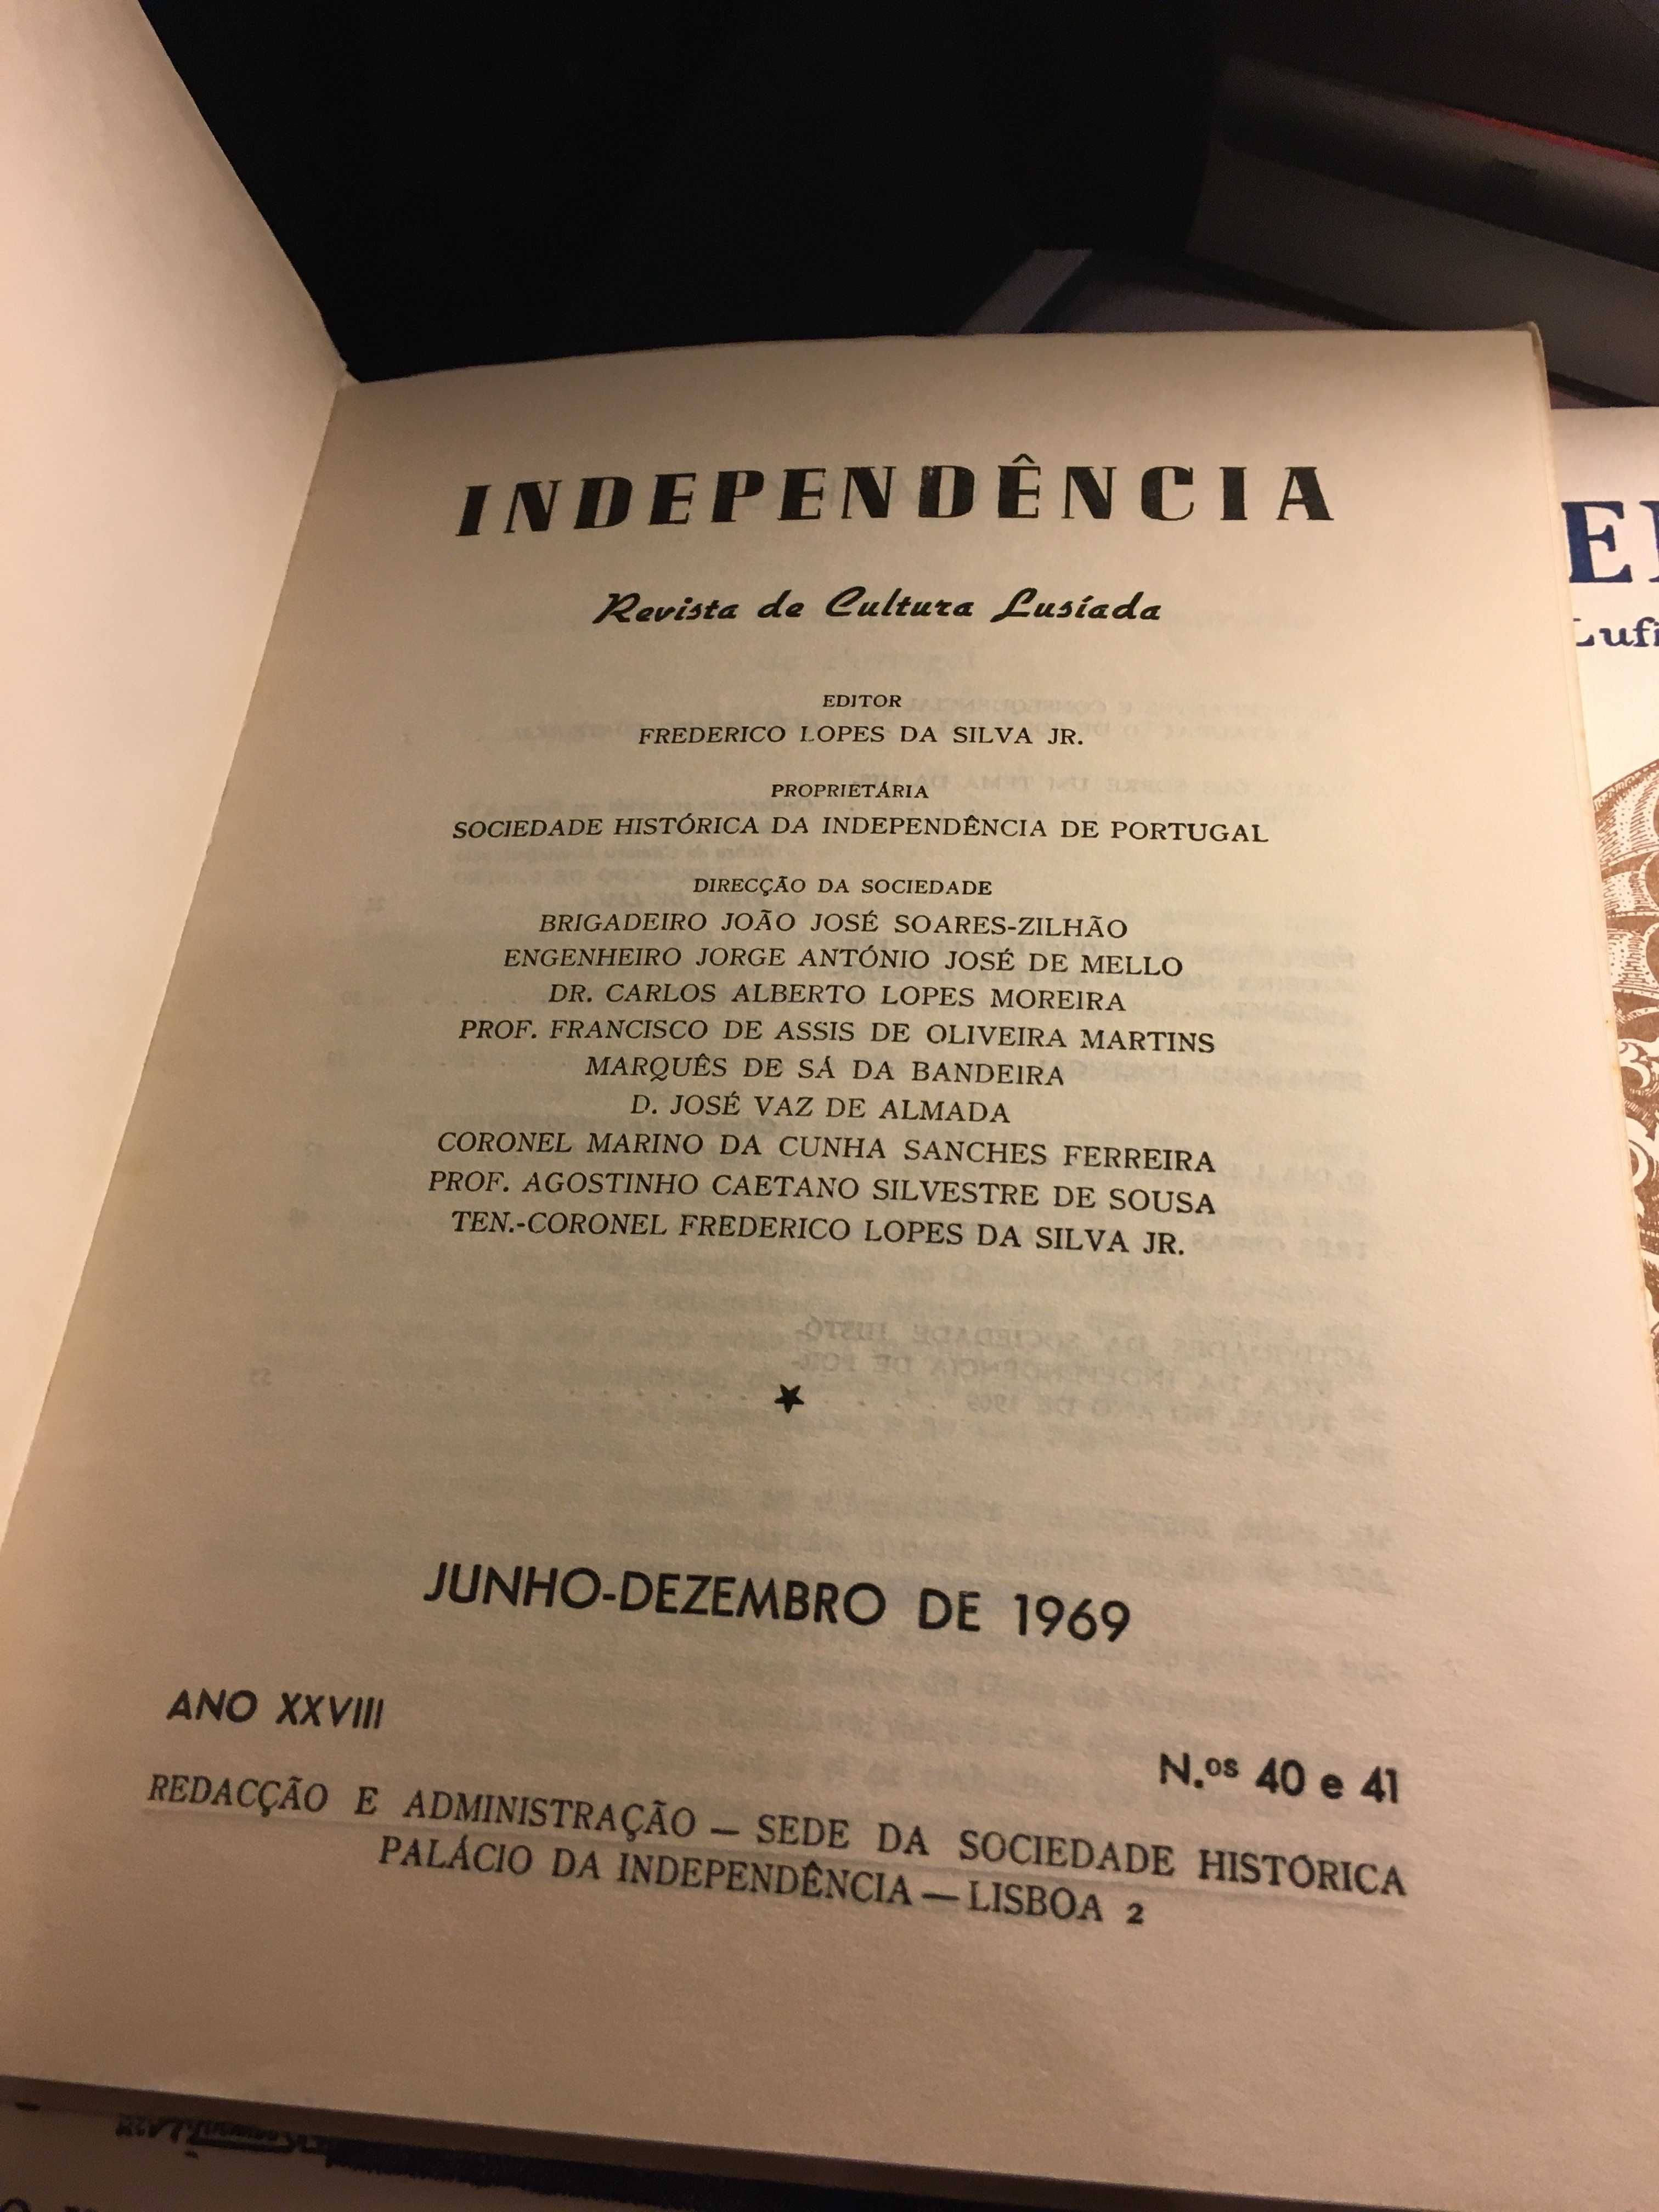 INDEPENDÊNCIA
Revista de Cultura Lusíada
EDITOR
FREDERICO LOPES DA SILVA JR.
PROPRIETÁRIA
SOCIEDADE HISTÓRICA DA INDEPENDÊNCIA DE PORTUGAL
DIRECÇÃO DA SOCIEDADE
BRIGADEIRO JOÃO JOSÉ SOARES-ZILHÃO
ENGENHEIRO JORGE ANTÓNIO JOSÉ DE MELLO
DR. CARLOS ALBERTO LOPES MOREIRA
PROF. FRANCISCO DE ASSIS DE OLIVEIRA MARTINS
MARQUÊS DE SÁ DA BANDEIRA
D. JOSÉ VAZ DE ALMADA
CORONEL MARINO DA CUNHA SANCHES FERREIRA
PROF. AGOSTINHO CAETANO SILVESTRE DE SOUSA
TEN.-CORONEL FREDERICO LOPES DA SILVA JR.
JUNHO-DEZEMBRO DE 1969
ANO XXVIII
N.os 40 e 41
REDACÇÃO E ADMINISTRAÇÃO — SEDE DA SOCIEDADE HISTÓRICA
PALÁCIO DA INDEPENDÊNCIA — LISBOA 2